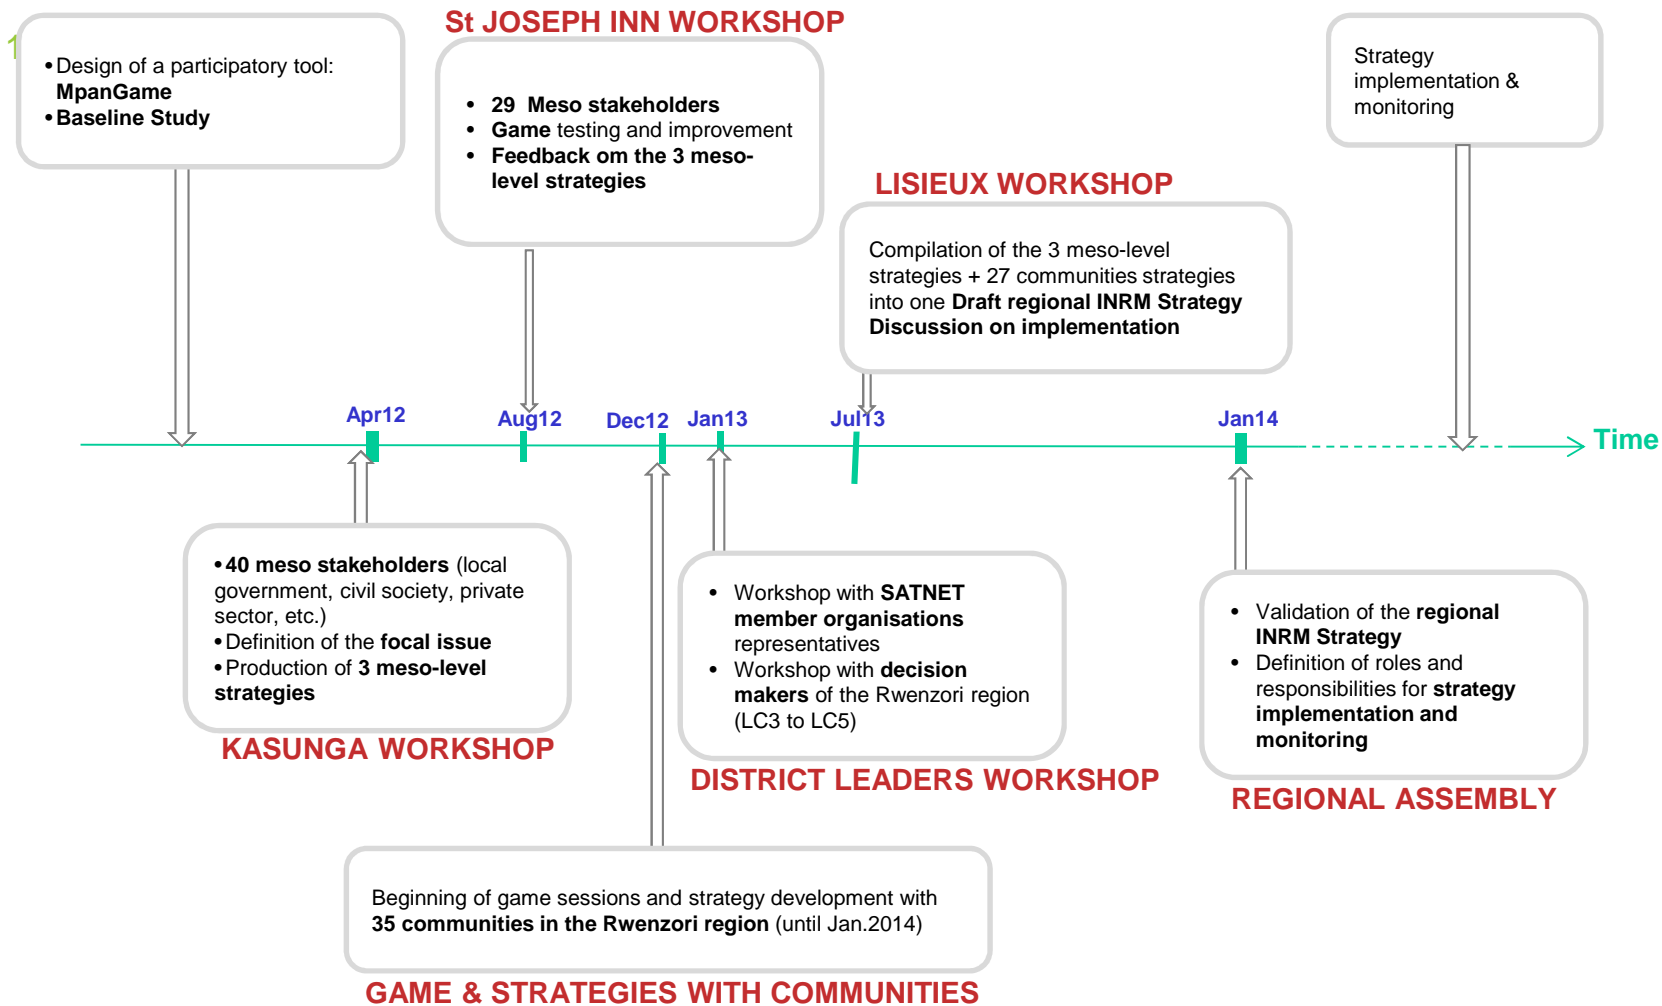 1
• Design of a participatory tool:
MpanGame
• Baseline Study
St JOSEPH INN WORKSHOP
• 29 Meso stakeholders
• Game testing and improvement
• Feedback om the 3 meso-
level strategies
LISIEUX WORKSHOP
Compilation of the 3 meso-level
strategies + 27 communities strategies
into one Draft regional INRM Strategy
Discussion on implementation
Strategy
implementation &
monitoring
Apr12
Aug12
Dec12
Jan13
Jul13
Jan14
Time
• 40 meso stakeholders (local
government, civil society, private
sector, etc.)
• Definition of the focal issue
• Production of 3 meso-level
strategies
KASUNGA WORKSHOP
• Workshop with SATNET
member organisations
representatives
• Workshop with decision
makers of the Rwenzori region
(LC3 to LC5)
DISTRICT LEADERS WORKSHOP
• Validation of the regional
INRM Strategy
• Definition of roles and
responsibilities for strategy
implementation and
monitoring
REGIONAL ASSEMBLY
Beginning of game sessions and strategy development with
35 communities in the Rwenzori region (until Jan.2014)
GAME & STRATEGIES WITH COMMUNITIES